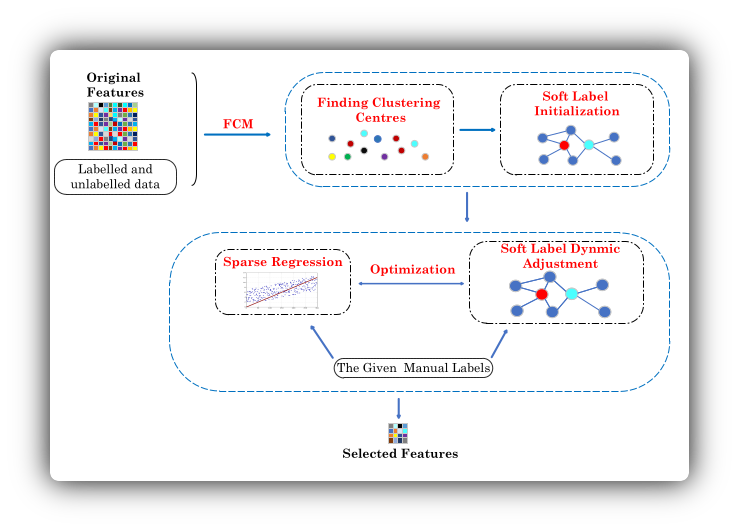 Original
Features
Labelled and
unlabelled data
FCM
Finding Clustering
Centres
Soft Label
Initialization
Sparse Regression
Optimization
Soft Label Dynmic
Adjustment
The Given Manual Labels
Selected Features